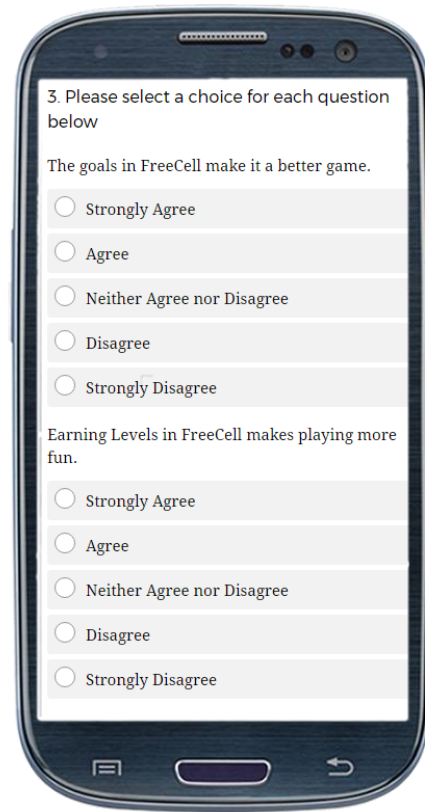 3. Please select a choice for each question
below
The goals in FreeCell make it a better game.
Strongly Agree
Agree
Neither Agree nor Disagree
Disagree
Strongly Disagree
Earning Levels in FreeCell makes playing more
fun.
Strongly Agree
Agree
Neither Agree nor Disagree
Disagree
Strongly Disagree